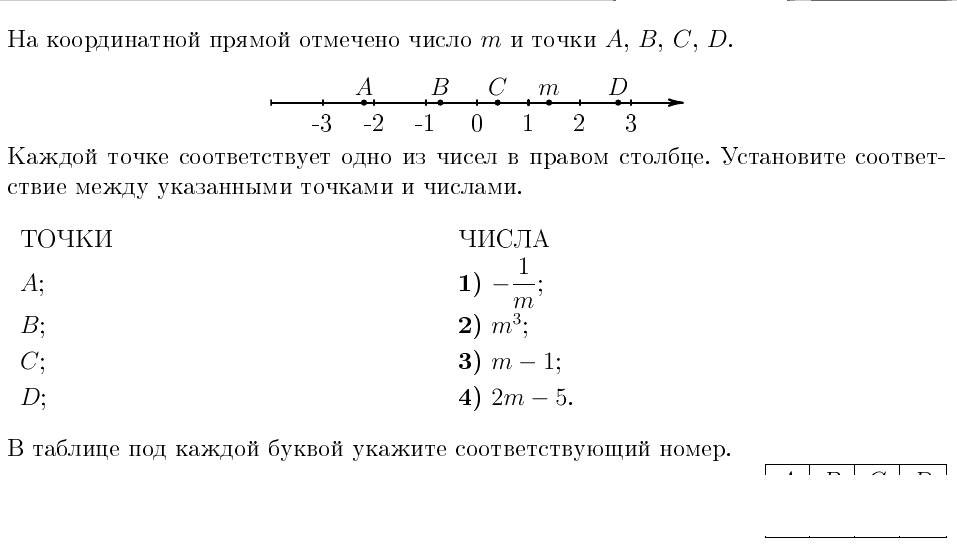 На координатной прямой отмечено число m и точки A, B, C, D.
A B C m D
-3 -2 -1 0 1 2 3
Каждой точке соответствует одно из чисел в правом столбце. Установите соответ-
ствие между указанными точками и числами.
ТОЧКИ ЧИСЛА
A; 1) −1/m;
B; 2) m³;
C; 3) m − 1;
D; 4) 2m − 5.
В таблице под каждой буквой укажите соответствующий номер.